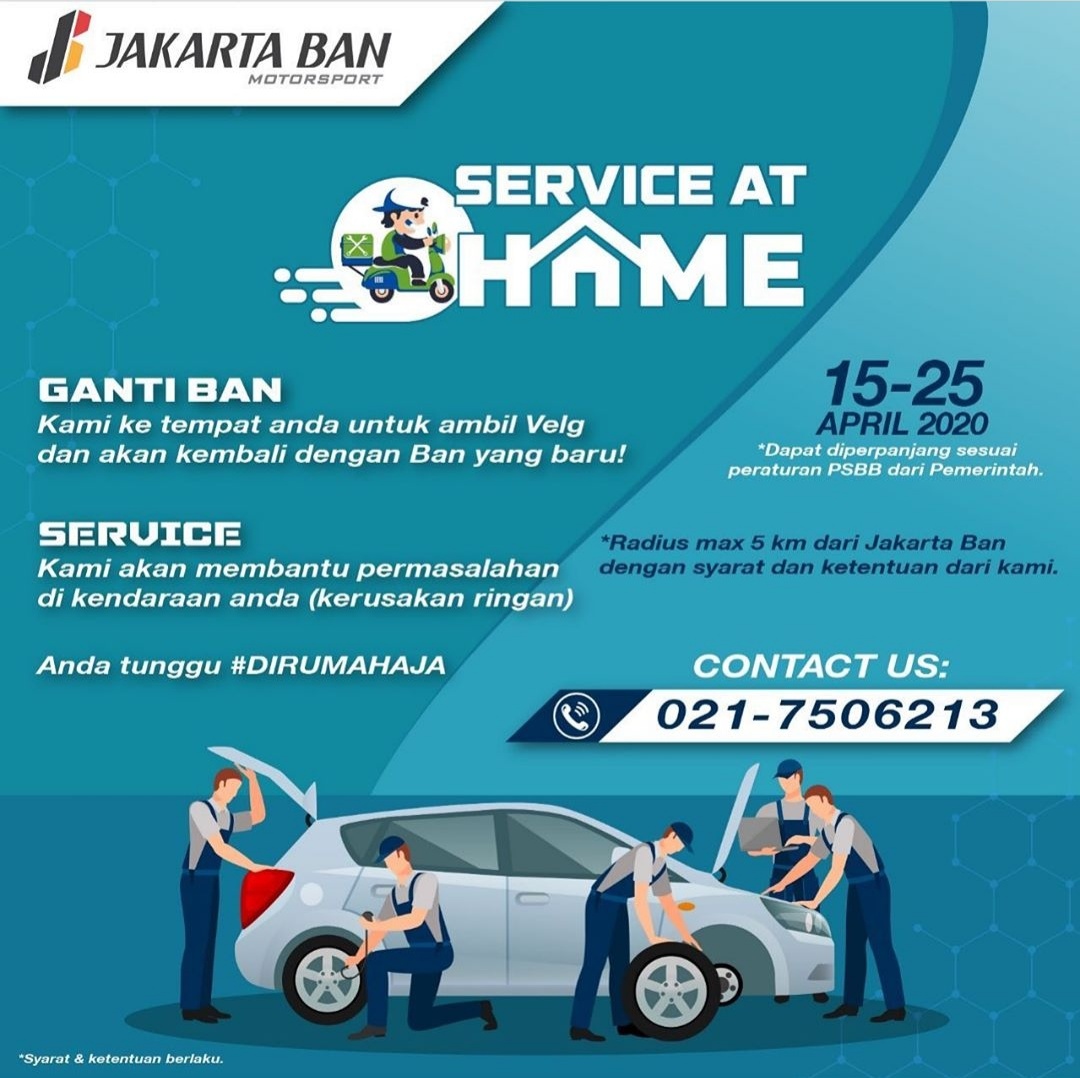 JAKARTA BAN
MOTORSPORT
SERVICE AT
HOME
GANTI BAN
Kami ke tempat anda untuk ambil Velg
dan akan kembali dengan Ban yang baru!
15-25
APRIL 2020
*Dapat diperpanjang sesuai
peraturan PSBB dari Pemerintah.
SERVICE
Kami akan membantu permasalahan
di kendaraan anda (kerusakan ringan)
*Radius max 5 km dari Jakarta Ban
dengan syarat dan ketentuan dari kami.
Anda tunggu #DIRUMAHAJA
CONTACT US:
021-7506213
*Syarat & ketentuan berlaku.